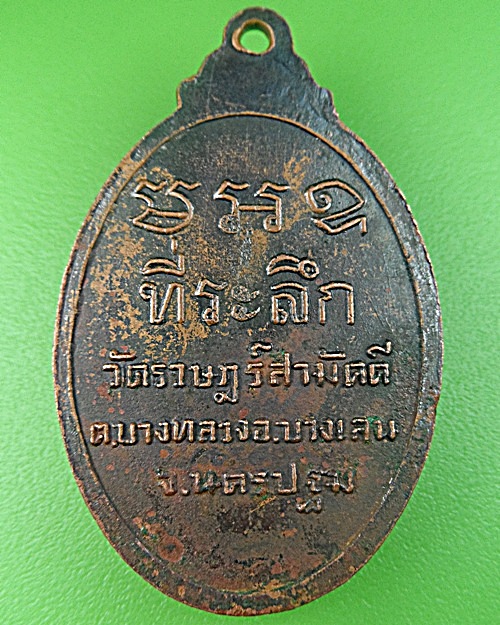 ที่ระลึก
วัดราษฎร์สามัคคี
ต.บางหลวงอ.บางเลน
จ.นครปฐม